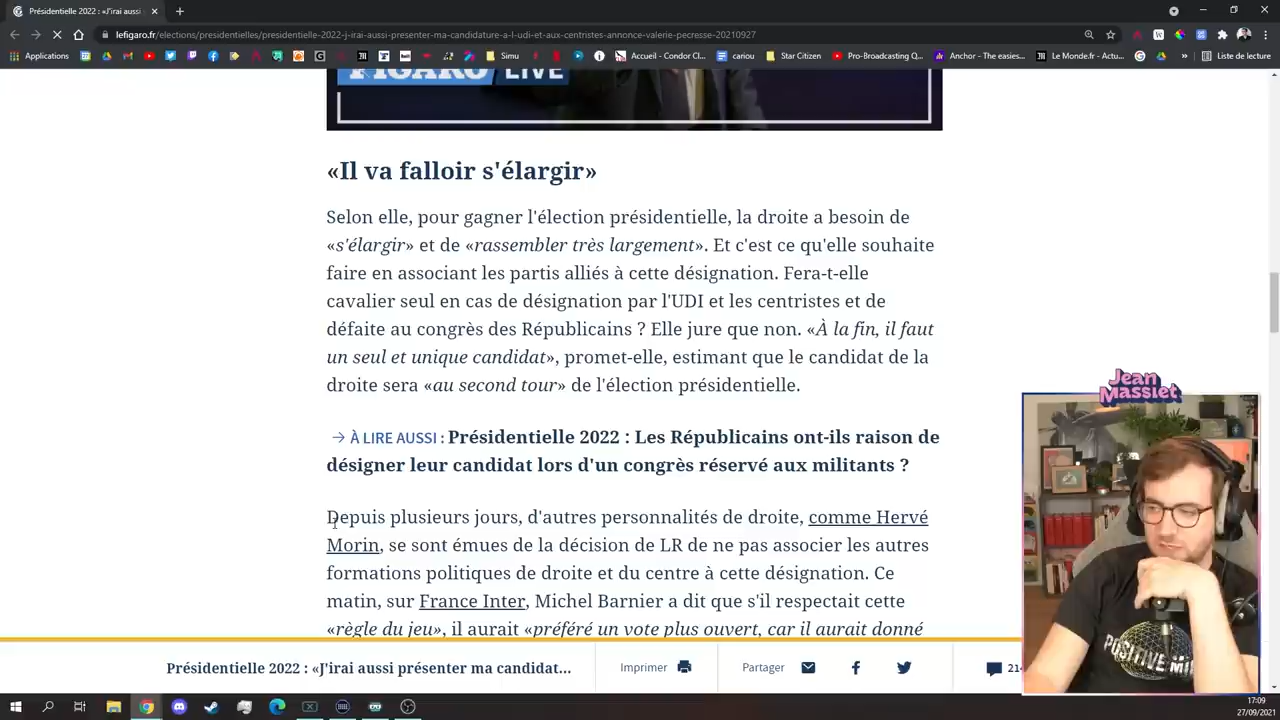 Présidentielle 2022 : «J'irai aussi
lefigaro.fr/elections/presidentielles/presidentielle-2022-j-irai-aussi-presenter-ma-candidature-a-l-udi-et-aux-centristes-annonce-valerie-pecresse-20210927
Applications
Simu
Accueil - Condor Cl...
cariou
Star Citizen
Pro-Broadcasting Q...
Anchor - The easies...
Le Monde.fr - Actu...
»
Liste de lecture
FIGARO LIVE
«Il va falloir s'élargir»
Selon elle, pour gagner l'élection présidentielle, la droite a besoin de
«s'élargir» et de «rassembler très largement». Et c'est ce qu'elle souhaite
faire en associant les partis alliés à cette désignation. Fera-t-elle
cavalier seul en cas de désignation par l'UDI et les centristes et de
défaite au congrès des Républicains ? Elle jure que non. «À la fin, il faut
un seul et unique candidat», promet-elle, estimant que le candidat de la
droite sera «au second tour» de l'élection présidentielle.
→ À LIRE AUSSI : Présidentielle 2022 : Les Républicains ont-ils raison de
désigner leur candidat lors d'un congrès réservé aux militants ?
Depuis plusieurs jours, d'autres personnalités de droite, comme Hervé
Morin, se sont émues de la décision de LR de ne pas associer les autres
formations politiques de droite et du centre à cette désignation. Ce
matin, sur France Inter, Michel Barnier a dit que s'il respectait cette
«règle du jeu», il aurait «préféré un vote plus ouvert, car il aurait donné
Jean
Massiet
POSITIVE
Présidentielle 2022 : «J'irai aussi présenter ma candidat...
Imprimer
Partager
17:09
27/09/2021